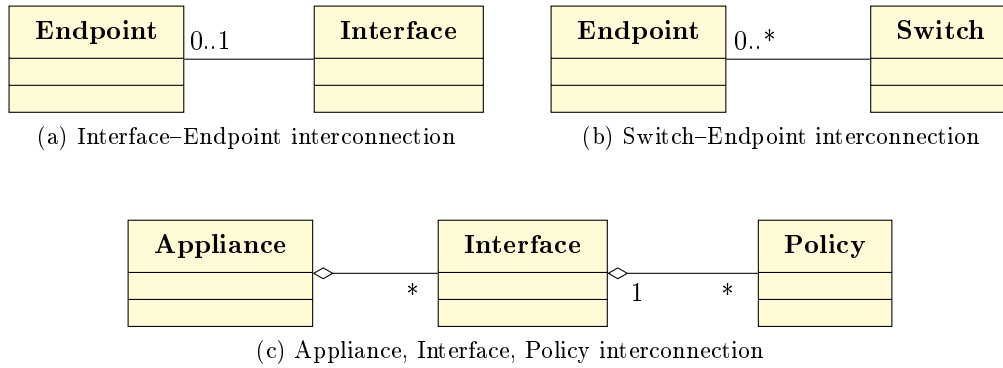 Endpoint 0..1 Interface
(a) Interface–Endpoint interconnection
Endpoint 0..* Switch
(b) Switch–Endpoint interconnection
Appliance * Interface 1 * Policy
(c) Appliance, Interface, Policy interconnection